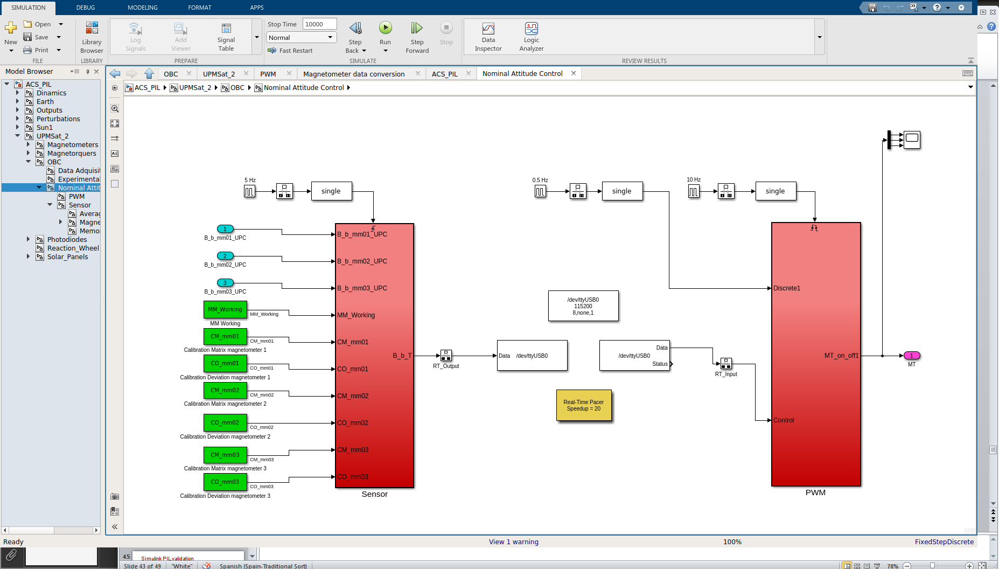 SIMULATION
DEBUG
MODELING
FORMAT
APPS
New
Open
Save
Print
FILE
Library
Browser
LIBRARY
Log
Signals
Add
Viewer
Signal
Table
PREPARE
Stop Time
10000
Normal
Fast Restart
Step
Back
Run
Step
Forward
Stop
SIMULATE
Data
Inspector
Logic
Analyzer
REVIEW RESULTS
Model Browser
OBC
UPMSat_2
PWM
Magnetometer data conversion
ACS_PIL
Nominal Attitude Control
ACS_PIL
UPMSat_2
OBC
Nominal Attitude Control
ACS_PIL
Dinamics
Earth
Outputs
Perturbations
Sun1
UPMSat_2
Magnetometers
Magnetorquers
OBC
Data Adquisit
Experimenta
Nominal Attit
PWM
Sensor
Averag
Magne
Memo
Photodiodes
Reaction_Wheel
Solar_Panels
5 Hz
single
0.5 Hz
single
10 Hz
single
1
B_b_mm01_UPC
2
B_b_mm02_UPC
3
B_b_mm03_UPC
MM_Working
MM_Working
MM Working
CM_mm01
CM_mm01
Calibration Matrix magnetometer 1
CO_mm01
CO_mm01
Calibration Deviation magnetometer 1
CM_mm02
CM_mm02
Calibration Matrix magnetometer 2
CO_mm02
CO_mm02
Calibration Deviation magnetometer 2
CM_mm03
CM_mm03
Calibration Matrix magnetometer 3
CO_mm03
CO_mm03
Calibration Deviation magnetometer 3
B_b_mm01_UPC
B_b_mm02_UPC
B_b_mm03_UPC
MM_Working
CM_mm01
CO_mm01
CM_mm02
CO_mm02
CM_mm03
CO_mm03
B_b_T
Sensor
RT_Output
/dev/ttyUSB0
115200
8,none,1
Data /dev/ttyUSB0
Data
/dev/ttyUSB0
Status
Real-Time Pacer
Speedup = 20
RT_Input
Discrete1
Control
MT_on_off1
PWM
1
MT
Ready
View 1 warning
100%
FixedStepDiscrete
45
Simulink PIL validation
Slide 43 of 49
"White"
Spanish (Spain-Traditional Sort)
78%